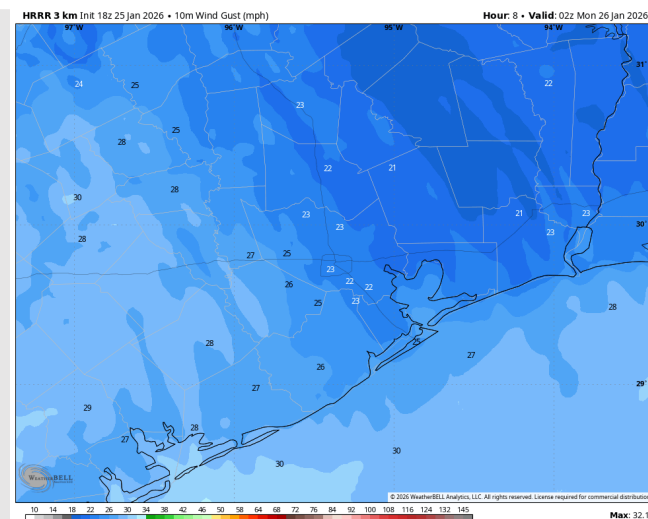 HRRR 3 km Init 18z 25 Jan 2026 • 10m Wind Gust (mph) Hour: 8 • Valid: 02z Mon 26 Jan 2026
97°W 96°W 95°W 94°W
31°
24 25 23 22
25
28
22 21
28
30
23 21 23
23 23
30°
28
27 25
23
26 22 22
25 23 28
28 25
27
26
29°
27
29
28
27
30
30
WeatherBELL
© 2026 WeatherBELL Analytics, LLC. All rights reserved. License required for commercial distribution
10 14 18 22 26 30 34 38 42 46 50 54 58 64 68 72 76 84 92 100 108 116 124 132 145
Max: 32.1